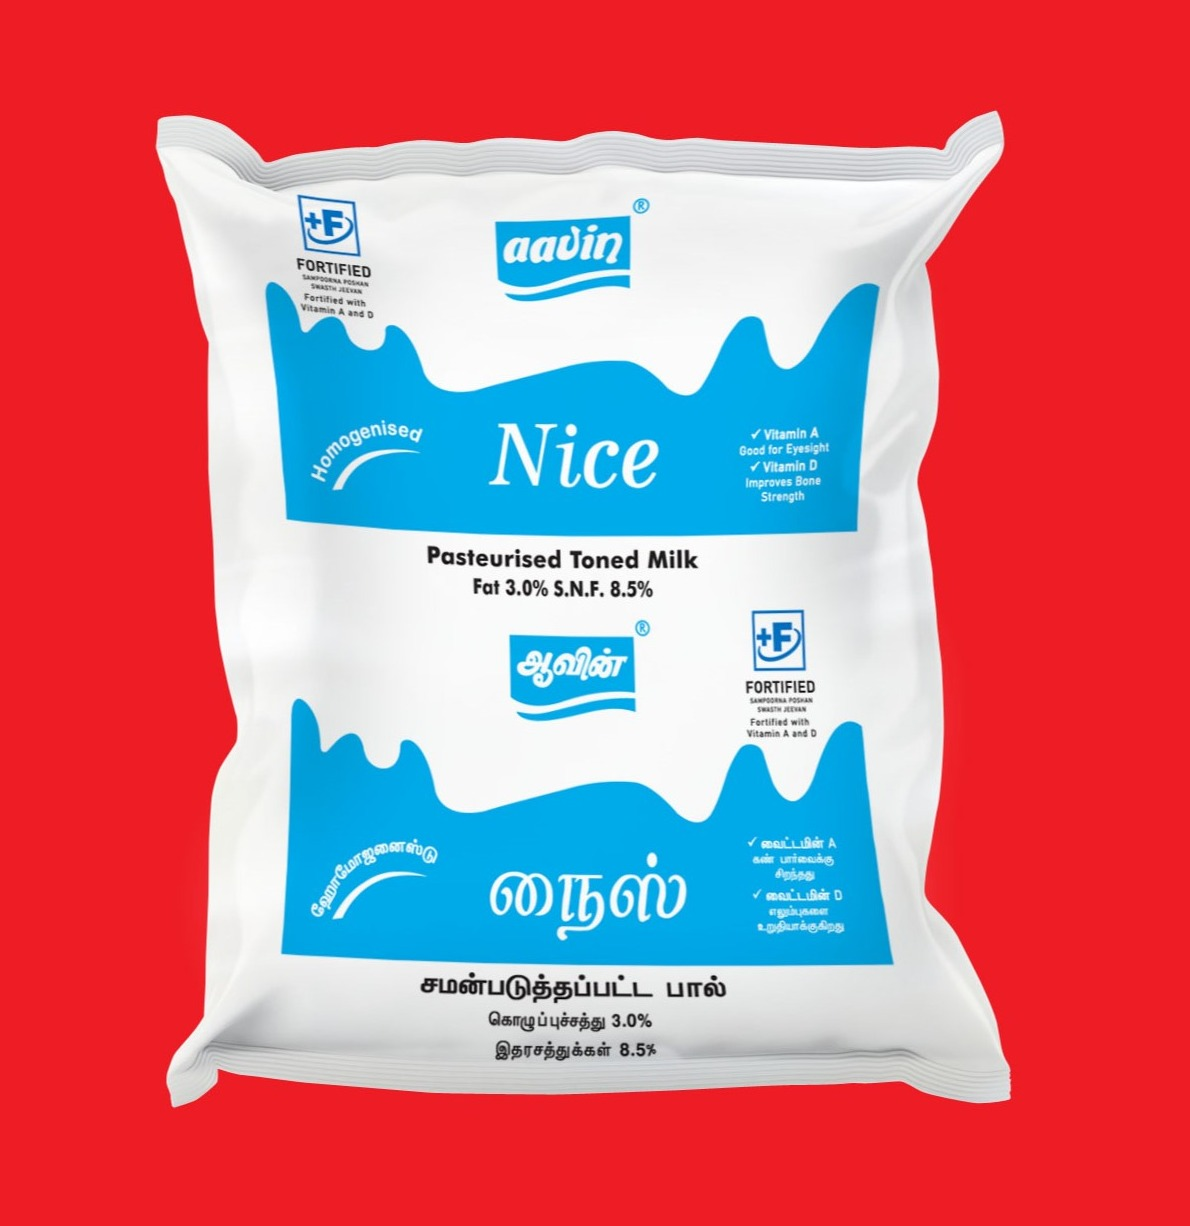 +F
FORTIFIED
SAMPOORNA POSHAN
SWASTH JEEVAN
Fortified with
Vitamin A and D
aavin ®
Homogenised
Nice
✓ Vitamin A
Good for Eyesight
✓ Vitamin D
Improves Bone
Strength
Pasteurised Toned Milk
Fat 3.0% S.N.F. 8.5%
ஆவின் ®
+F
FORTIFIED
SAMPOORNA POSHAN
SWASTH JEEVAN
Fortified with
Vitamin A and D
ஹோமோஜனைஸ்டு
நைஸ்
✓ வைட்டமின் A
கண் பார்வைக்கு
சிறந்தது
✓ வைட்டமின் D
எலும்புகளை
உறுதியாக்குகிறது
சமன்படுத்தப்பட்ட பால்
கொழுப்புச்சத்து 3.0%
இதரசத்துக்கள் 8.5%